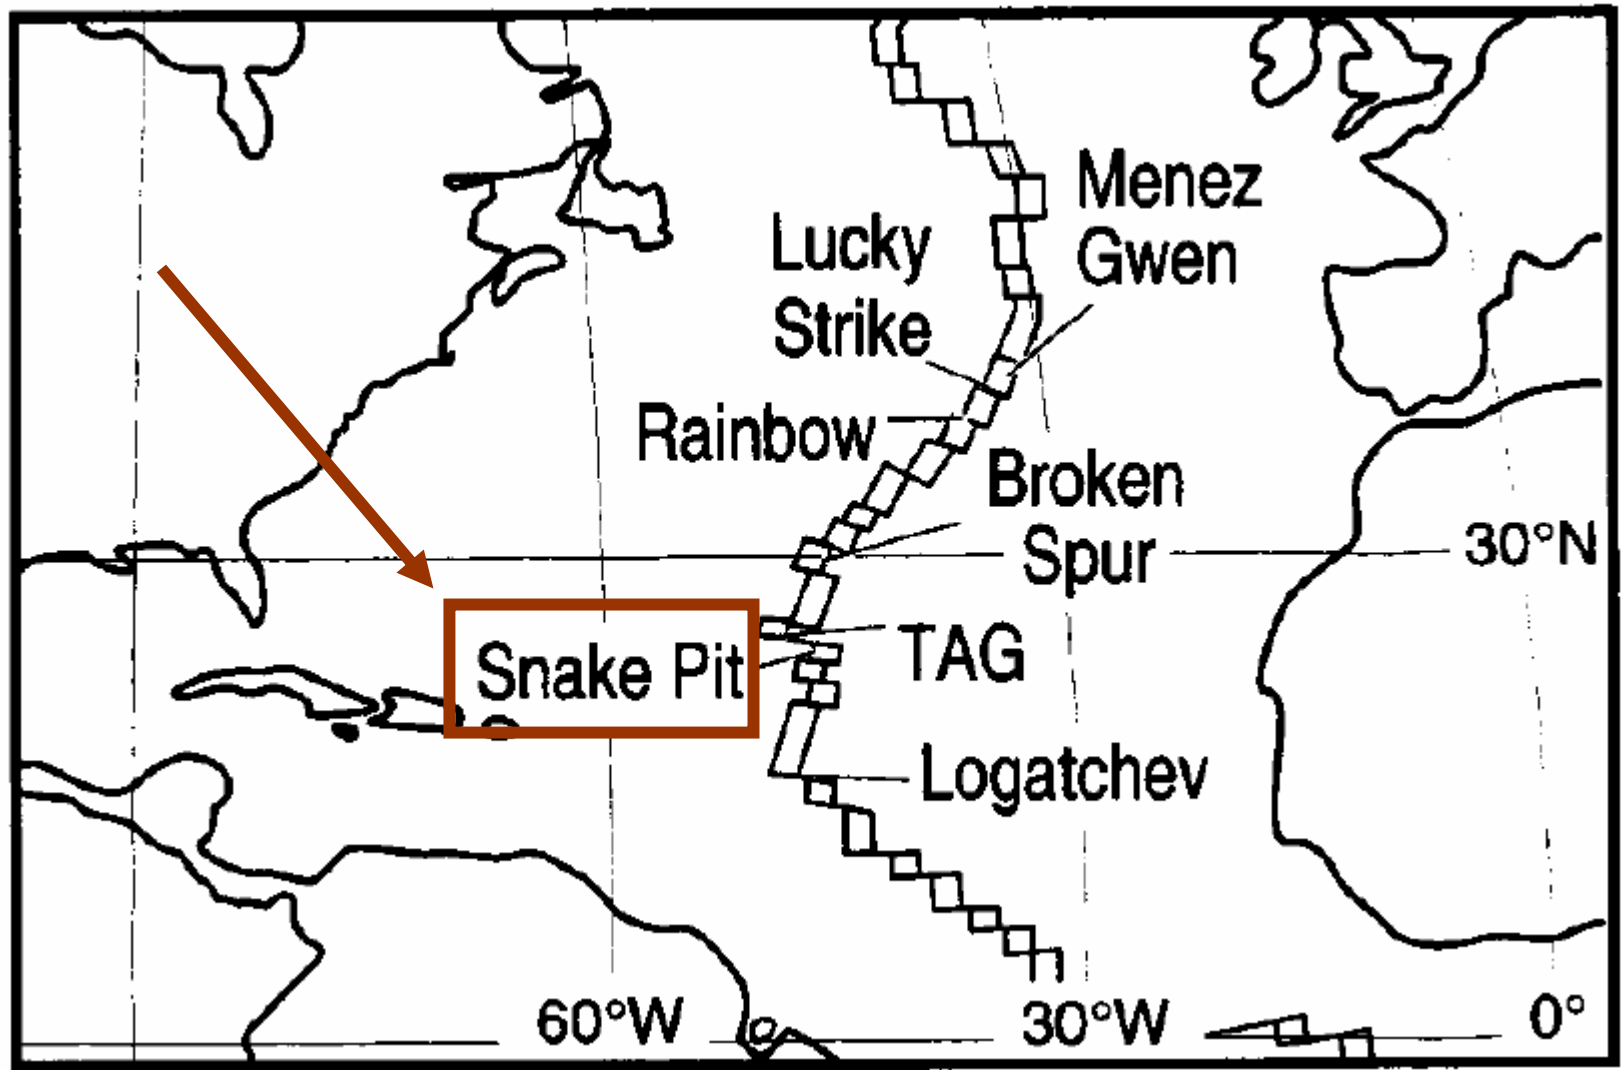 Menez
Gwen
Lucky
Strike
Rainbow
Broken
Spur
30°N
TAG
Snake Pit
Logatchev
60°W
30°W
0°